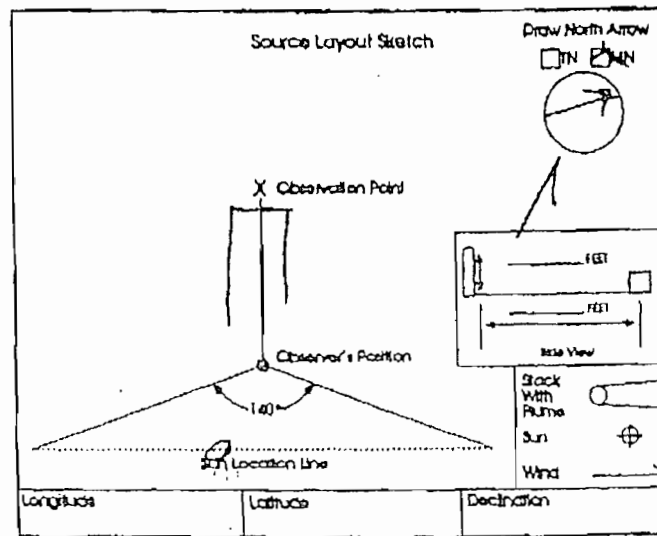 Source Layout Sketch
Draw North Arrow
TN MN
X Observation Point
FEET
FEET
Side View
Observer's Position
140°
Sun Location Line
Stack
With
Plume
Sun
Wind
Longitude Latitude Declination